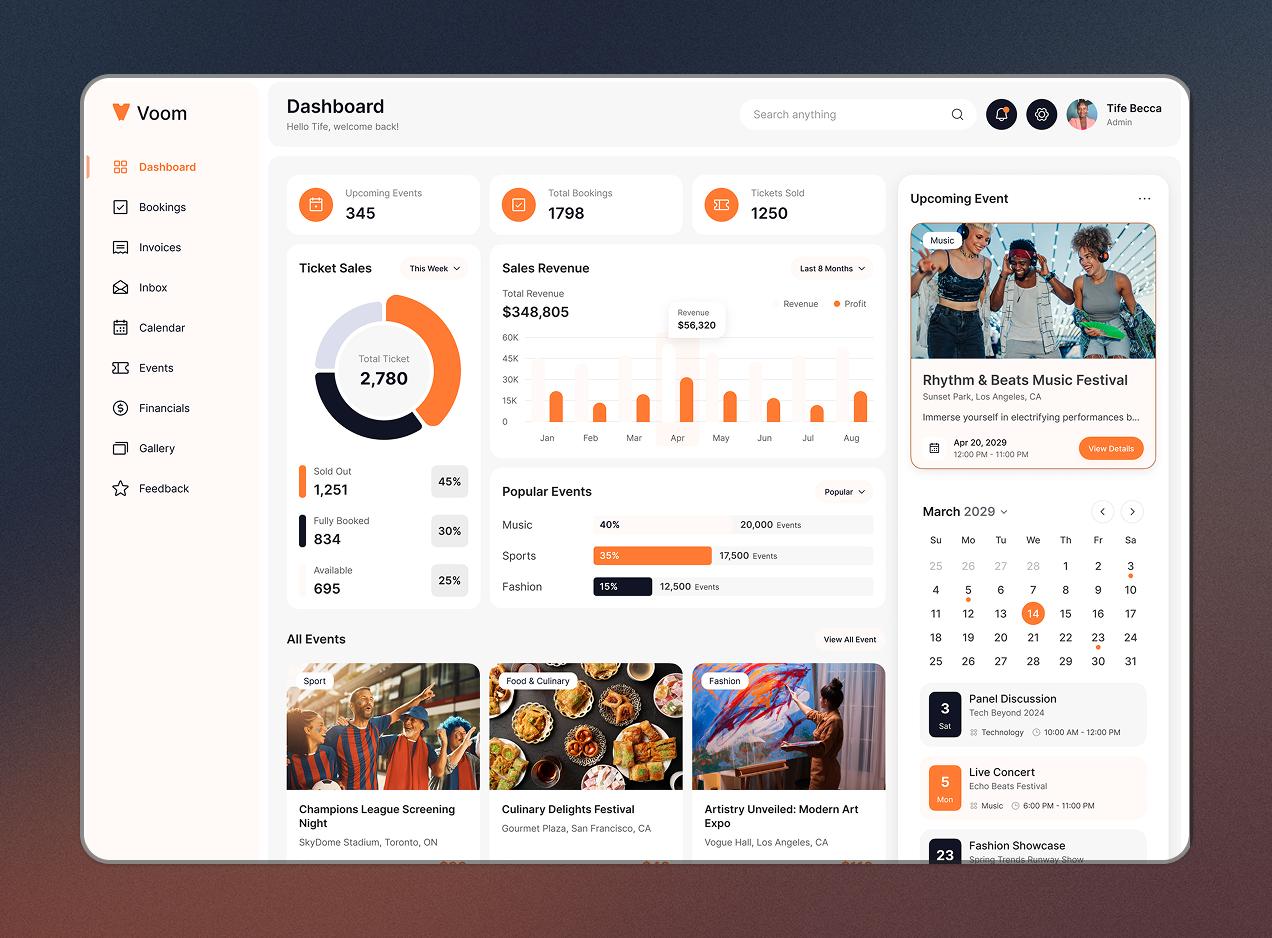 Voom
Dashboard
Bookings
Invoices
Inbox
Calendar
Events
Financials
Gallery
Feedback
Dashboard
Hello Tife, welcome back!
Search anything
Tife Becca
Admin
Upcoming Events
345
Total Bookings
1798
Tickets Sold
1250
Ticket Sales
This Week
Total Ticket
2,780
Sold Out
1,251
45%
Fully Booked
834
30%
Available
695
25%
Sales Revenue
Last 8 Months
Total Revenue
$348,805
Revenue
Profit
Revenue
$56,320
60K
45K
30K
15K
0
Jan Feb Mar Apr May Jun Jul Aug
Popular Events
Popular
Music 40% 20,000 Events
Sports 35% 17,500 Events
Fashion 15% 12,500 Events
All Events
View All Event
Sport
Champions League Screening
Night
SkyDome Stadium, Toronto, ON
Food & Culinary
Culinary Delights Festival
Gourmet Plaza, San Francisco, CA
Fashion
Artistry Unveiled: Modern Art
Expo
Vogue Hall, Los Angeles, CA
Upcoming Event
...
Music
Rhythm & Beats Music Festival
Sunset Park, Los Angeles, CA
Immerse yourself in electrifying performances b...
Apr 20, 2029
12:00 PM - 11:00 PM
View Details
March 2029
Su Mo Tu We Th Fr Sa
25 26 27 28 1 2 3
4 5 6 7 8 9 10
11 12 13 14 15 16 17
18 19 20 21 22 23 24
25 26 27 28 29 30 31
3
Sat
Panel Discussion
Tech Beyond 2024
Technology 10:00 AM - 12:00 PM
5
Mon
Live Concert
Echo Beats Festival
Music 6:00 PM - 11:00 PM
23
Fashion Showcase
Spring Trends Runway Show